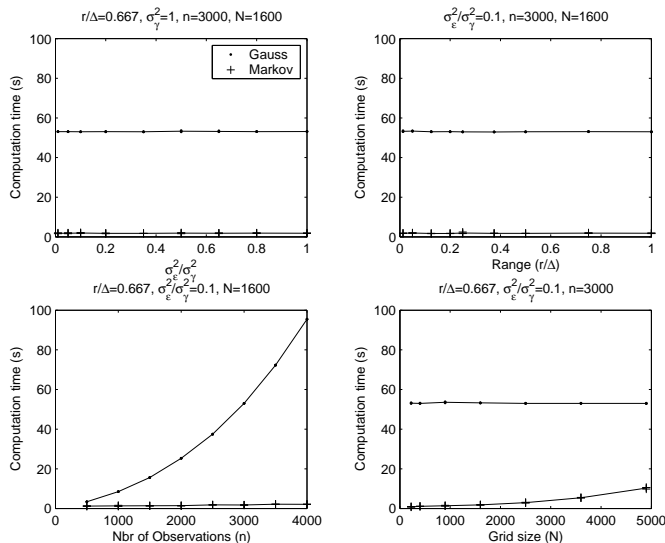 r/Δ=0.667, σ²_γ=1, n=3000, N=1600
100
80
60
40
20
0
Computation time (s)
Gauss
Markov
0 0.2 0.4 0.6 0.8 1
σ²_ε/σ²_γ
σ²_ε/σ²_γ=0.1, n=3000, N=1600
100
80
60
40
20
0
Computation time (s)
0 0.2 0.4 0.6 0.8 1
Range (r/Δ)
r/Δ=0.667, σ²_ε/σ²_γ=0.1, N=1600
100
80
60
40
20
0
Computation time (s)
0 1000 2000 3000 4000
Nbr of Observations (n)
r/Δ=0.667, σ²_ε/σ²_γ=0.1, n=3000
100
80
60
40
20
0
Computation time (s)
0 1000 2000 3000 4000 5000
Grid size (N)